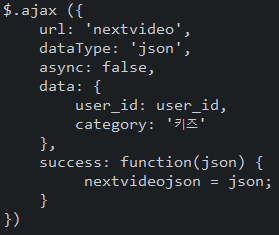 $.ajax ({
    url: 'nextvideo',
    dataType: 'json',
    async: false,
    data: {
        user_id: user_id,
        category: '키즈'
    },
    success: function(json) {
         nextvideojson = json;
    }
})